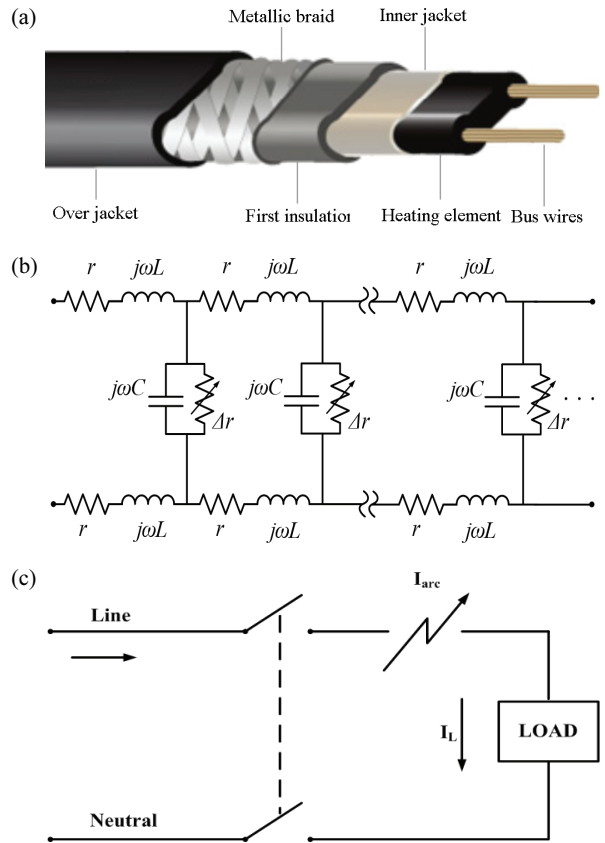 (a)
Metallic braid
Inner jacket
Over jacket
First insulation
Heating element
Bus wires
(b)
r
jωL
r
jωL
r
jωL
jωC
Δr
jωC
Δr
jωC
Δr
. . .
r
jωL
r
jωL
r
jωL
(c)
Iarc
Line
IL
LOAD
Neutral